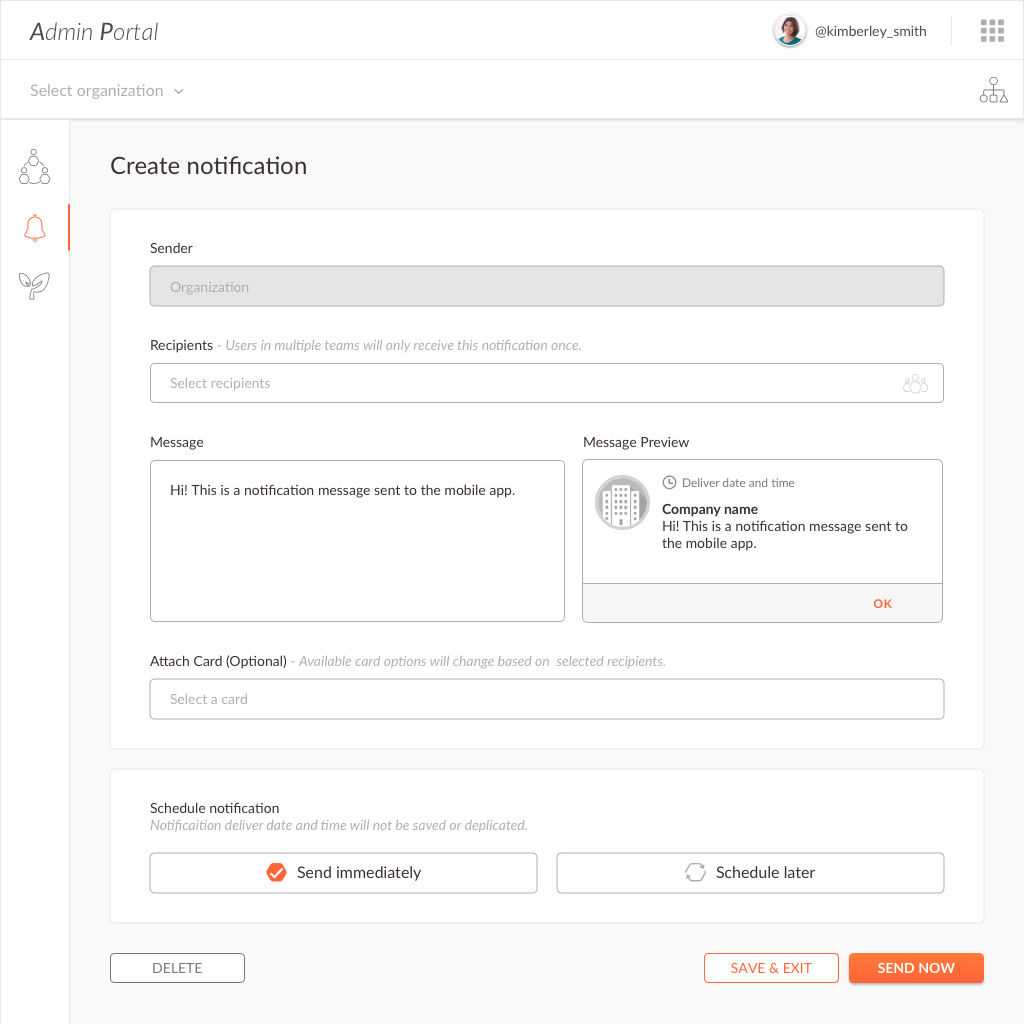 Admin Portal
@kimberley_smith
Select organization
Create notification
Sender
Organization
Recipients - Users in multiple teams will only receive this notification once.
Select recipients
Message
Hi! This is a notification message sent to the mobile app.
Message Preview
Deliver date and time
Company name
Hi! This is a notification message sent to
the mobile app.
OK
Attach Card (Optional) - Available card options will change based on selected recipients.
Select a card
Schedule notification
Notificaition deliver date and time will not be saved or deplicated.
Send immediately
Schedule later
DELETE
SAVE & EXIT
SEND NOW